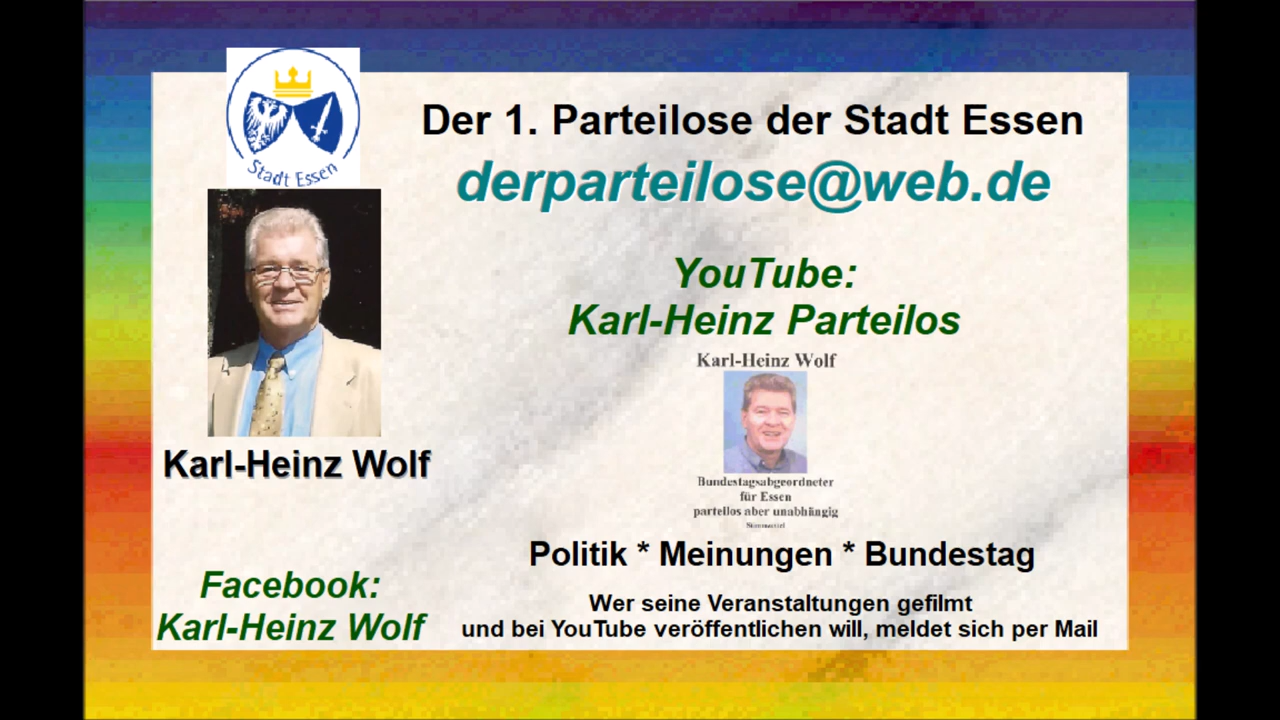 Stadt Essen
Der 1. Parteilose der Stadt Essen
derparteilose@web.de
YouTube:
Karl-Heinz Parteilos
Karl-Heinz Wolf
Bundestagsabgeordneter
für Essen
parteilos aber unabhängig
Karl-Heinz Wolf
Politik * Meinungen * Bundestag
Facebook:
Karl-Heinz Wolf
Wer seine Veranstaltungen gefilmt
und bei YouTube veröffentlichen will, meldet sich per Mail